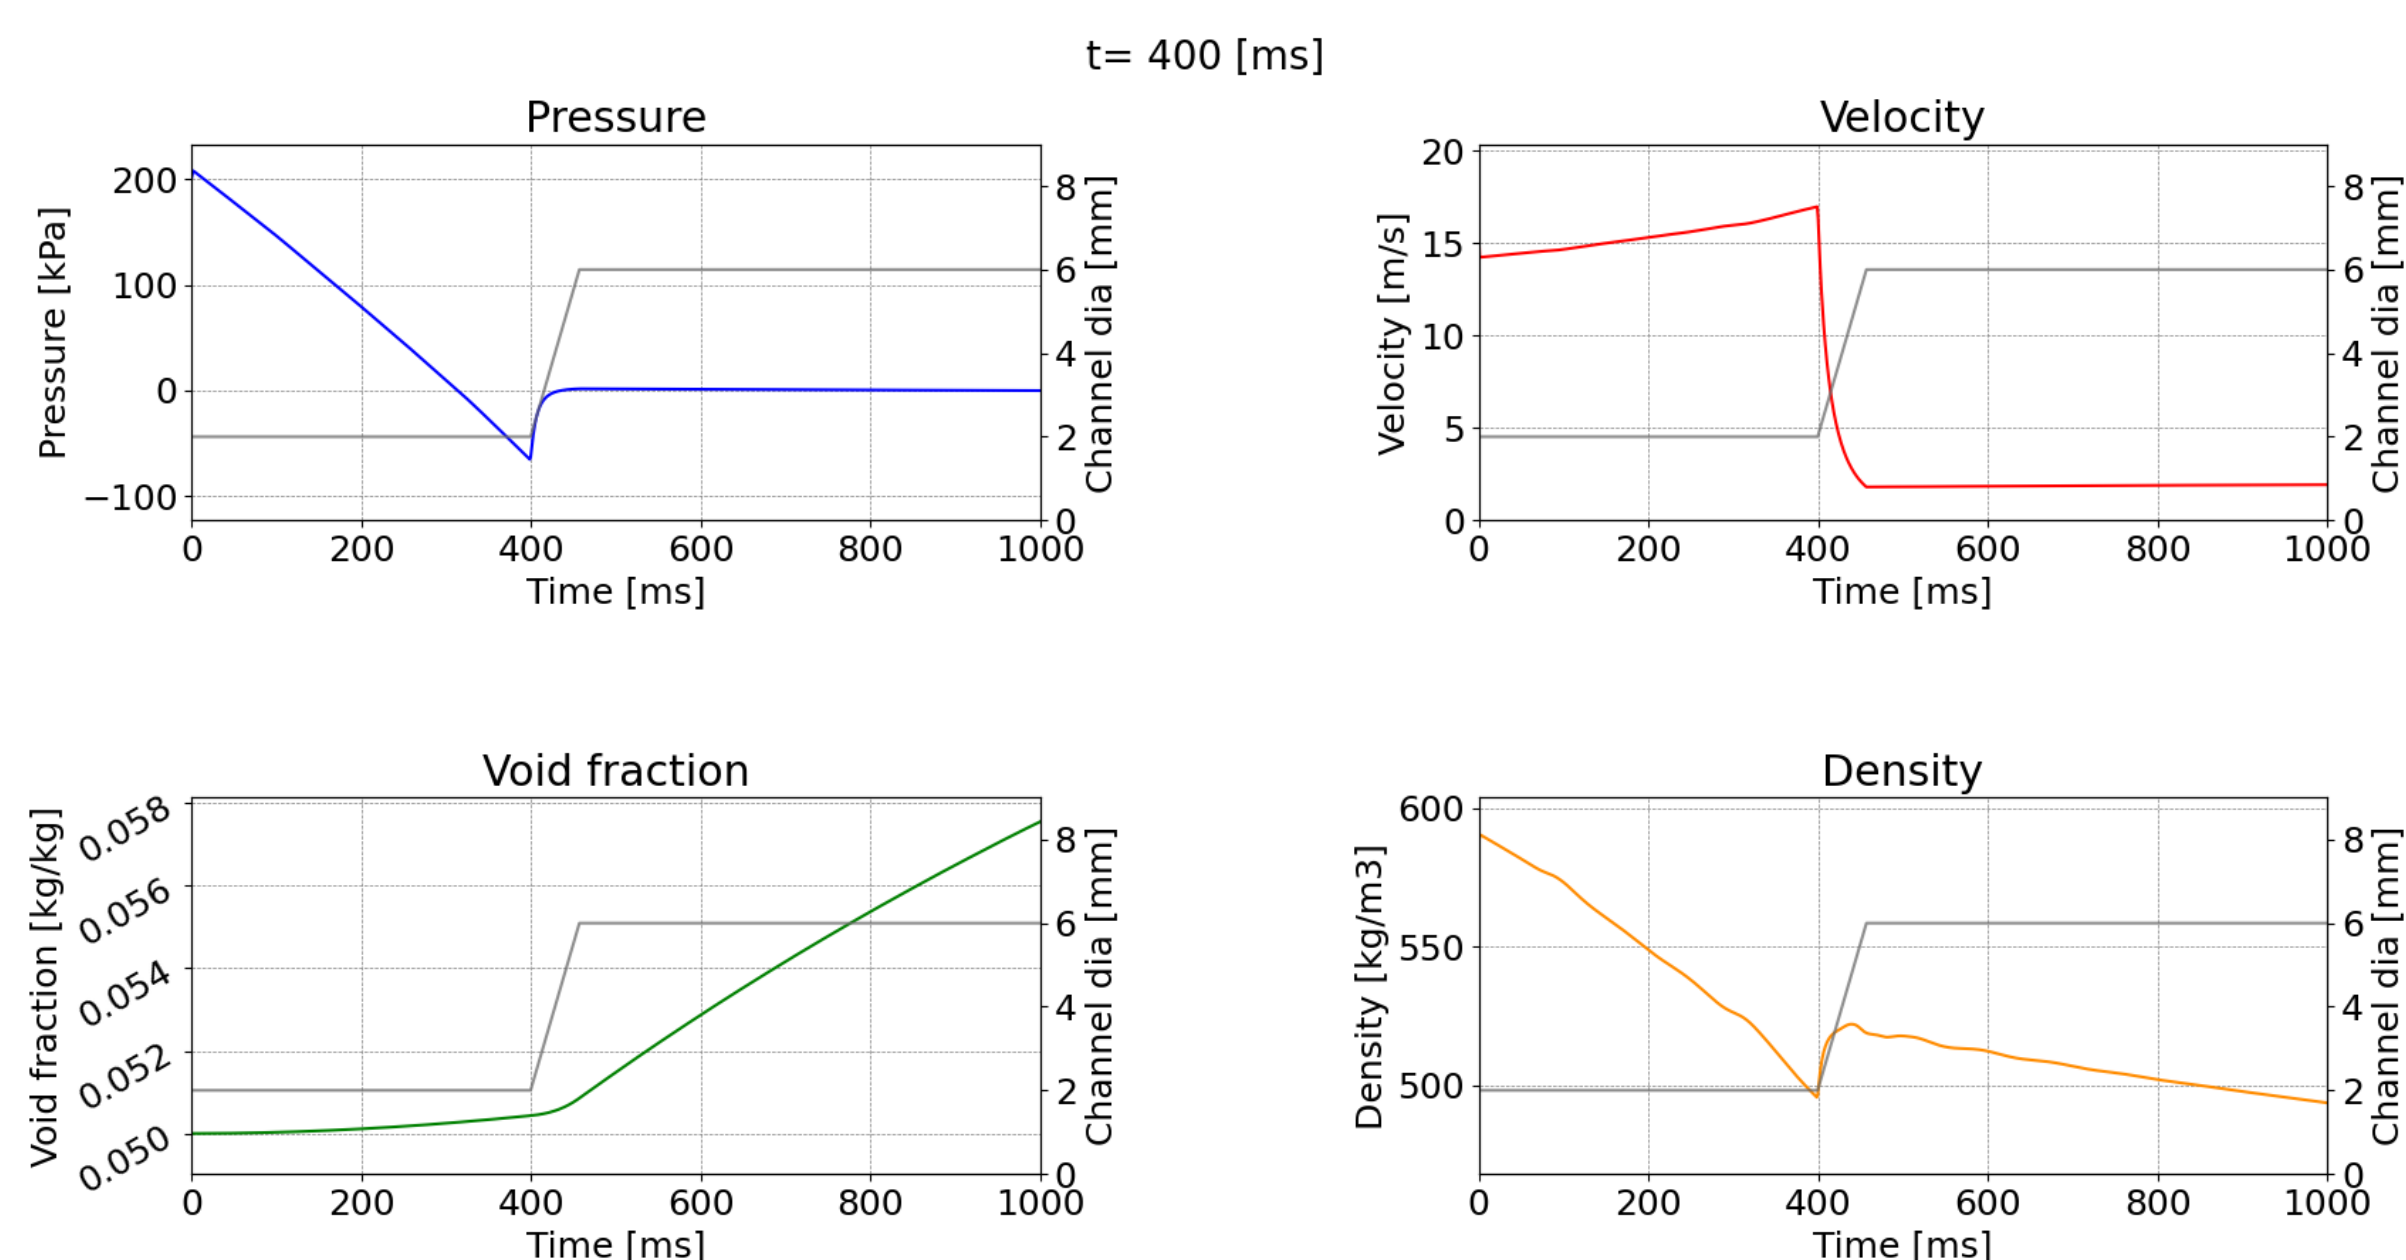 t= 400 [ms]
Pressure
Velocity
200
100
0
−100
Pressure [kPa]
8
6
4
2
0
Channel dia [mm]
0 200 400 600 800 1000
Time [ms]
20
15
10
5
0
Velocity [m/s]
8
6
4
2
0
Channel dia [mm]
0 200 400 600 800 1000
Time [ms]
Void fraction
Density
0.058
0.056
0.054
0.052
0.050
Void fraction [kg/kg]
8
6
4
2
0
Channel dia [mm]
0 200 400 600 800 1000
Time [ms]
600
550
500
Density [kg/m3]
8
6
4
2
0
Channel dia [mm]
0 200 400 600 800 1000
Time [ms]